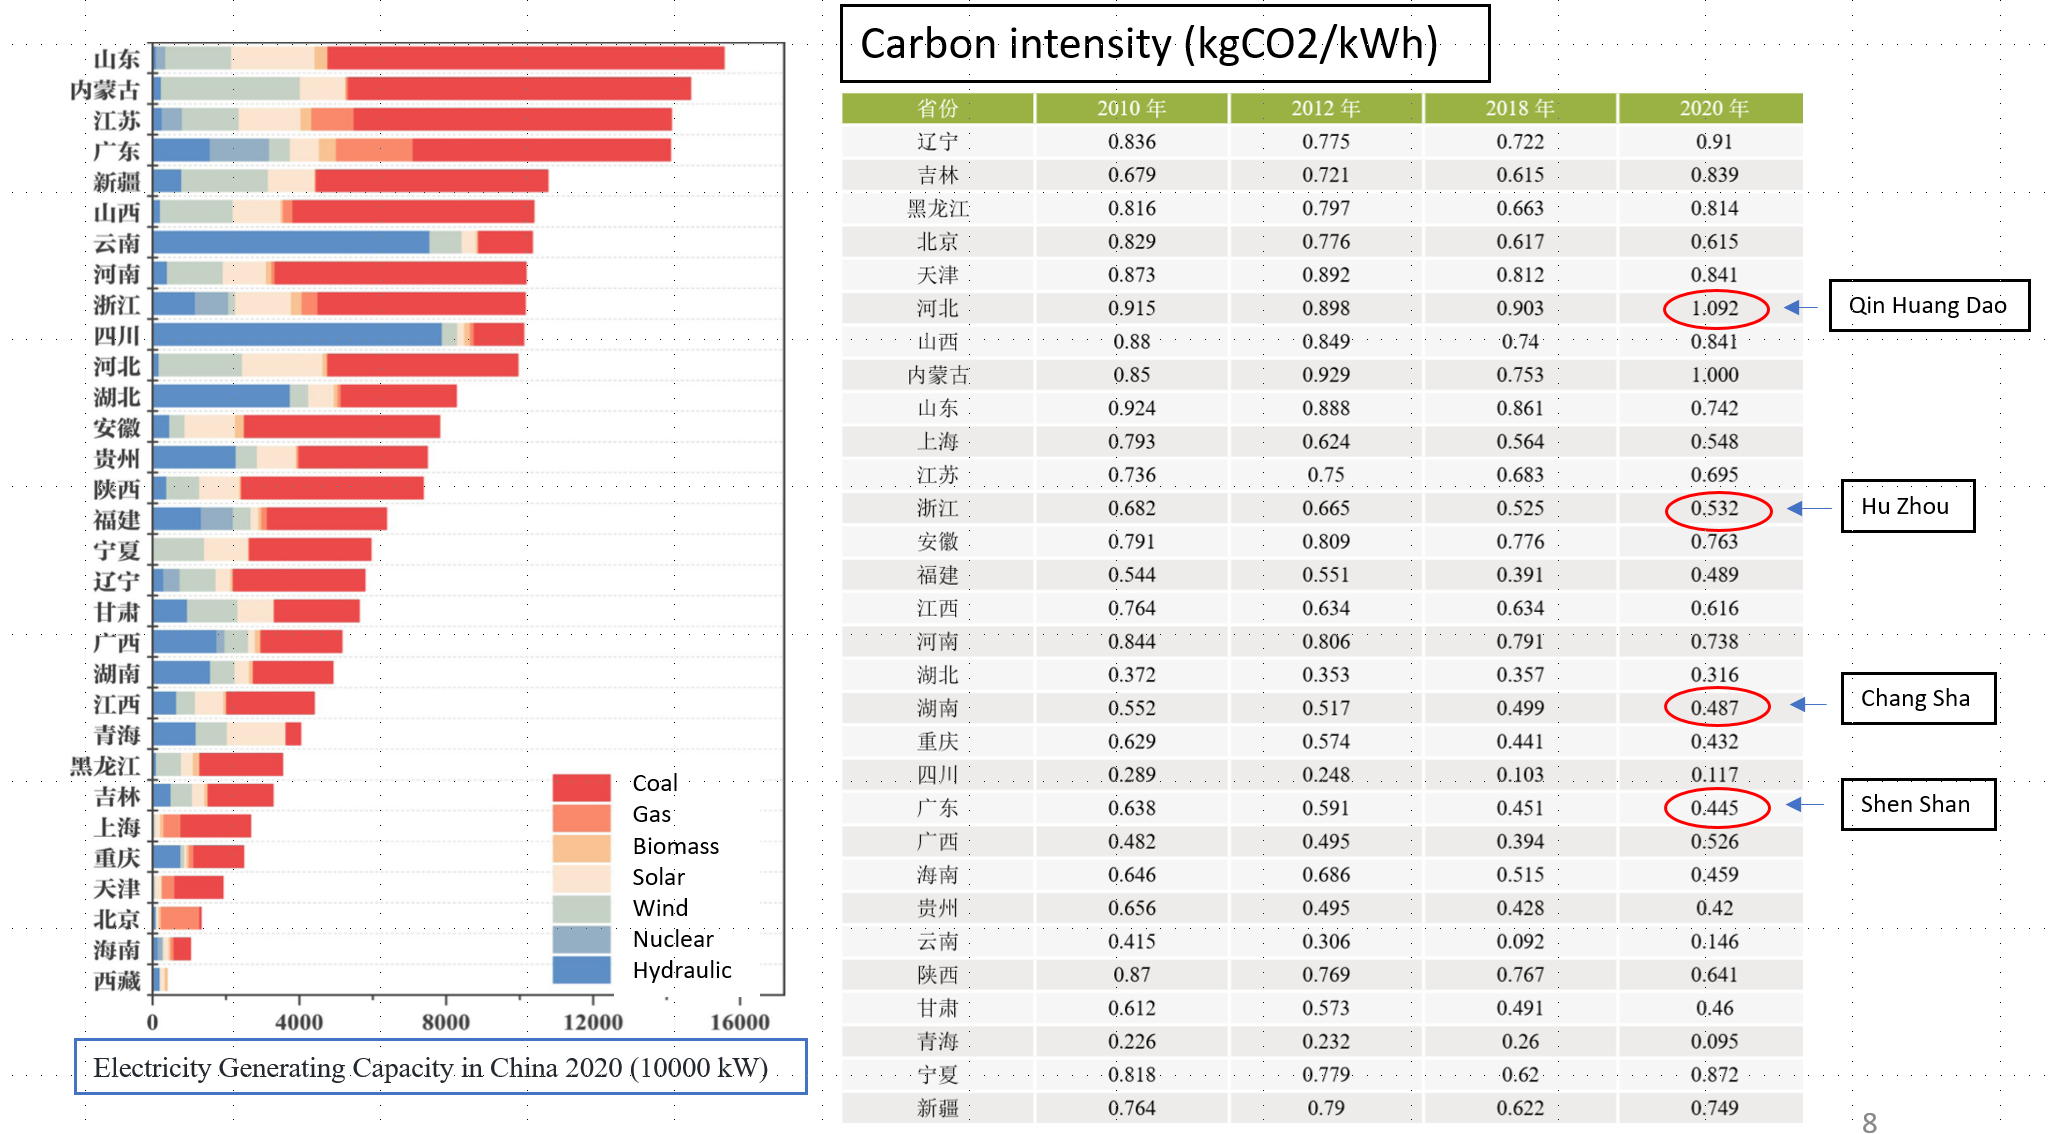 山东
内蒙古
江苏
广东
新疆
山西
云南
河南
浙江
四川
河北
湖北
安徽
贵州
陕西
福建
宁夏
辽宁
甘肃
广西
湖南
江西
青海
黑龙江
吉林
上海
重庆
天津
北京
海南
西藏
Coal
Gas
Biomass
Solar
Wind
Nuclear
Hydraulic
0 4000 8000 12000 16000
Electricity Generating Capacity in China 2020 (10000 kW)
Carbon intensity (kgCO2/kWh)
省份 2010 年 2012 年 2018 年 2020 年
辽宁 0.836 0.775 0.722 0.91
吉林 0.679 0.721 0.615 0.839
黑龙江 0.816 0.797 0.663 0.814
北京 0.829 0.776 0.617 0.615
天津 0.873 0.892 0.812 0.841
河北 0.915 0.898 0.903 1.092
山西 0.88 0.849 0.74 0.841
内蒙古 0.85 0.929 0.753 1.000
山东 0.924 0.888 0.861 0.742
上海 0.793 0.624 0.564 0.548
江苏 0.736 0.75 0.683 0.695
浙江 0.682 0.665 0.525 0.532
安徽 0.791 0.809 0.776 0.763
福建 0.544 0.551 0.391 0.489
江西 0.764 0.634 0.634 0.616
河南 0.844 0.806 0.791 0.738
湖北 0.372 0.353 0.357 0.316
湖南 0.552 0.517 0.499 0.487
重庆 0.629 0.574 0.441 0.432
四川 0.289 0.248 0.103 0.117
广东 0.638 0.591 0.451 0.445
广西 0.482 0.495 0.394 0.526
海南 0.646 0.686 0.515 0.459
贵州 0.656 0.495 0.428 0.42
云南 0.415 0.306 0.092 0.146
陕西 0.87 0.769 0.767 0.641
甘肃 0.612 0.573 0.491 0.46
青海 0.226 0.232 0.26 0.095
宁夏 0.818 0.779 0.62 0.872
新疆 0.764 0.79 0.622 0.749
Qin Huang Dao
Hu Zhou
Chang Sha
Shen Shan
8